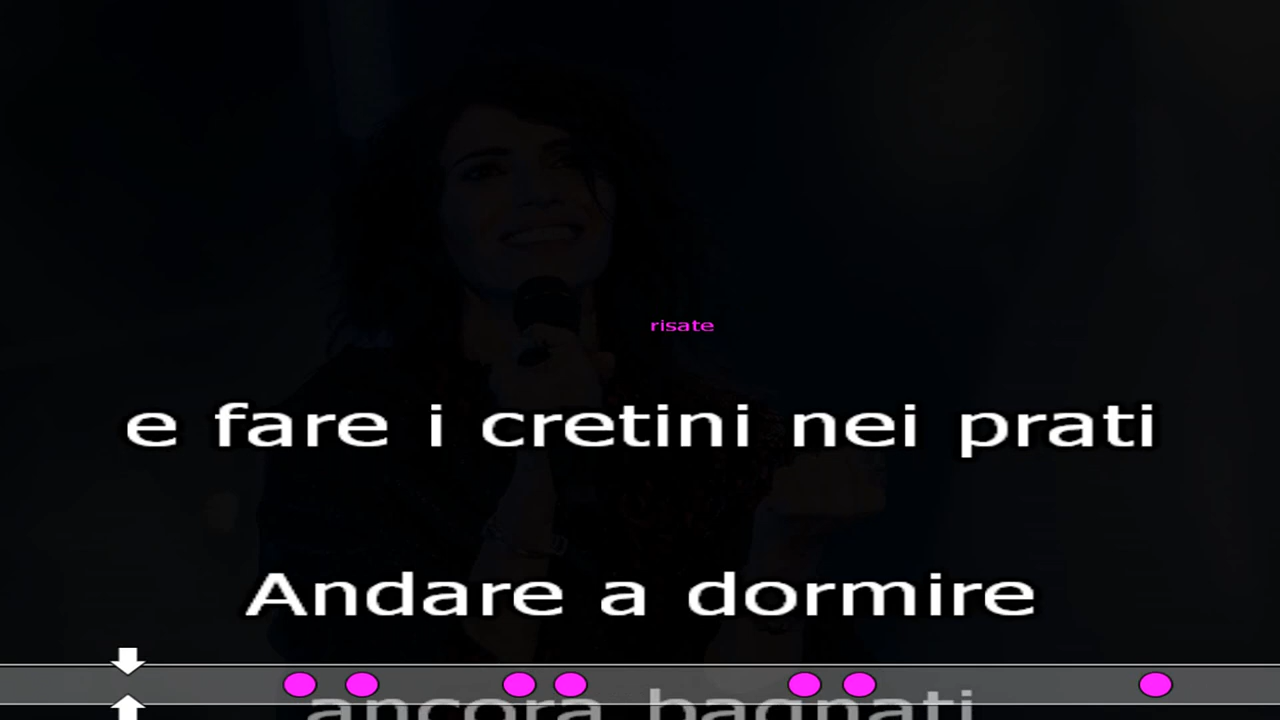 risate
e fare i cretini nei prati
Andare a dormire
ancora bagnati